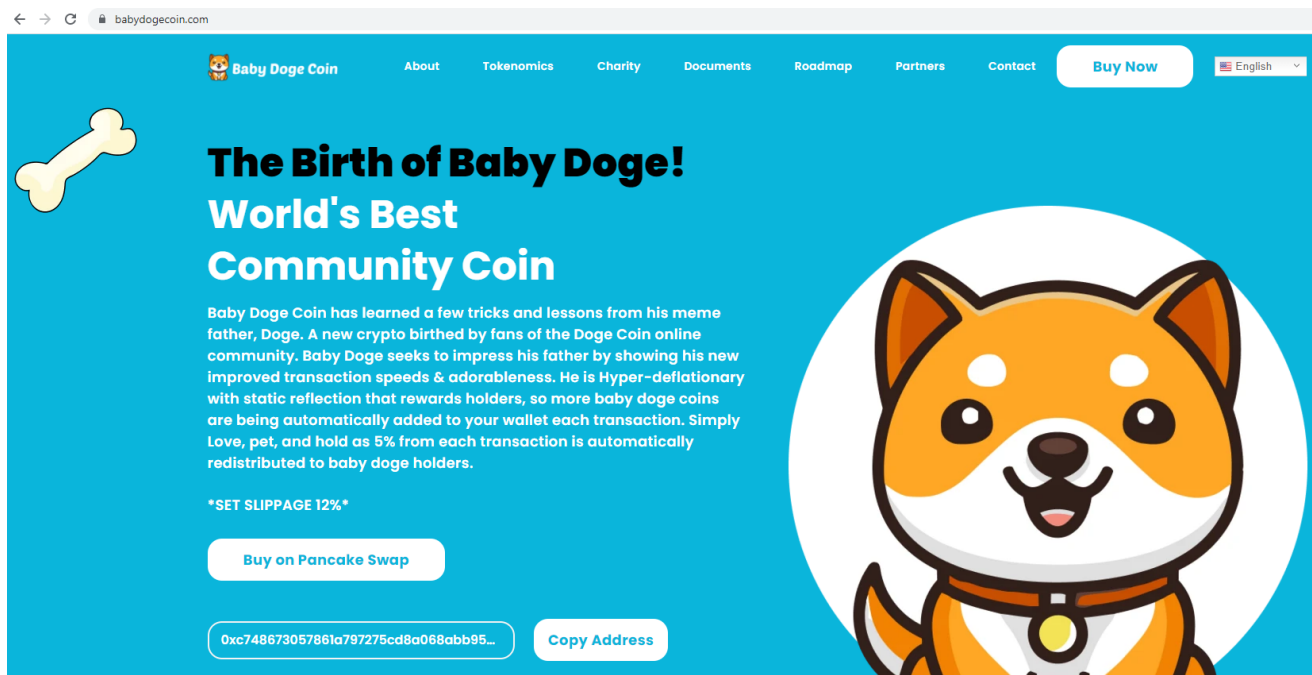 babydogecoin.com
Baby Doge Coin About Tokenomics Charity Documents Roadmap Partners Contact Buy Now English
The Birth of Baby Doge!
World's Best
Community Coin
Baby Doge Coin has learned a few tricks and lessons from his meme
father, Doge. A new crypto birthed by fans of the Doge Coin online
community. Baby Doge seeks to impress his father by showing his new
improved transaction speeds & adorableness. He is Hyper-deflationary
with static reflection that rewards holders, so more baby doge coins
are being automatically added to your wallet each transaction. Simply
Love, pet, and hold as 5% from each transaction is automatically
redistributed to baby doge holders.
*SET SLIPPAGE 12%*
Buy on Pancake Swap
0xc748673057861a797275cd8a068abb95... Copy Address